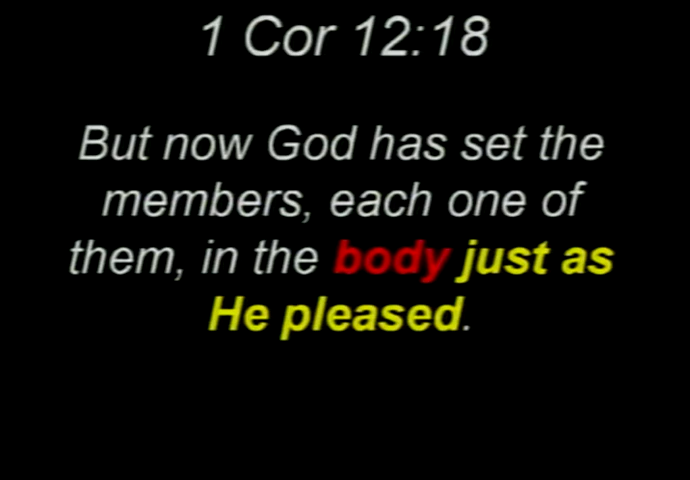 1 Cor 12:18
But now God has set the
members, each one of
them, in the body just as
He pleased.